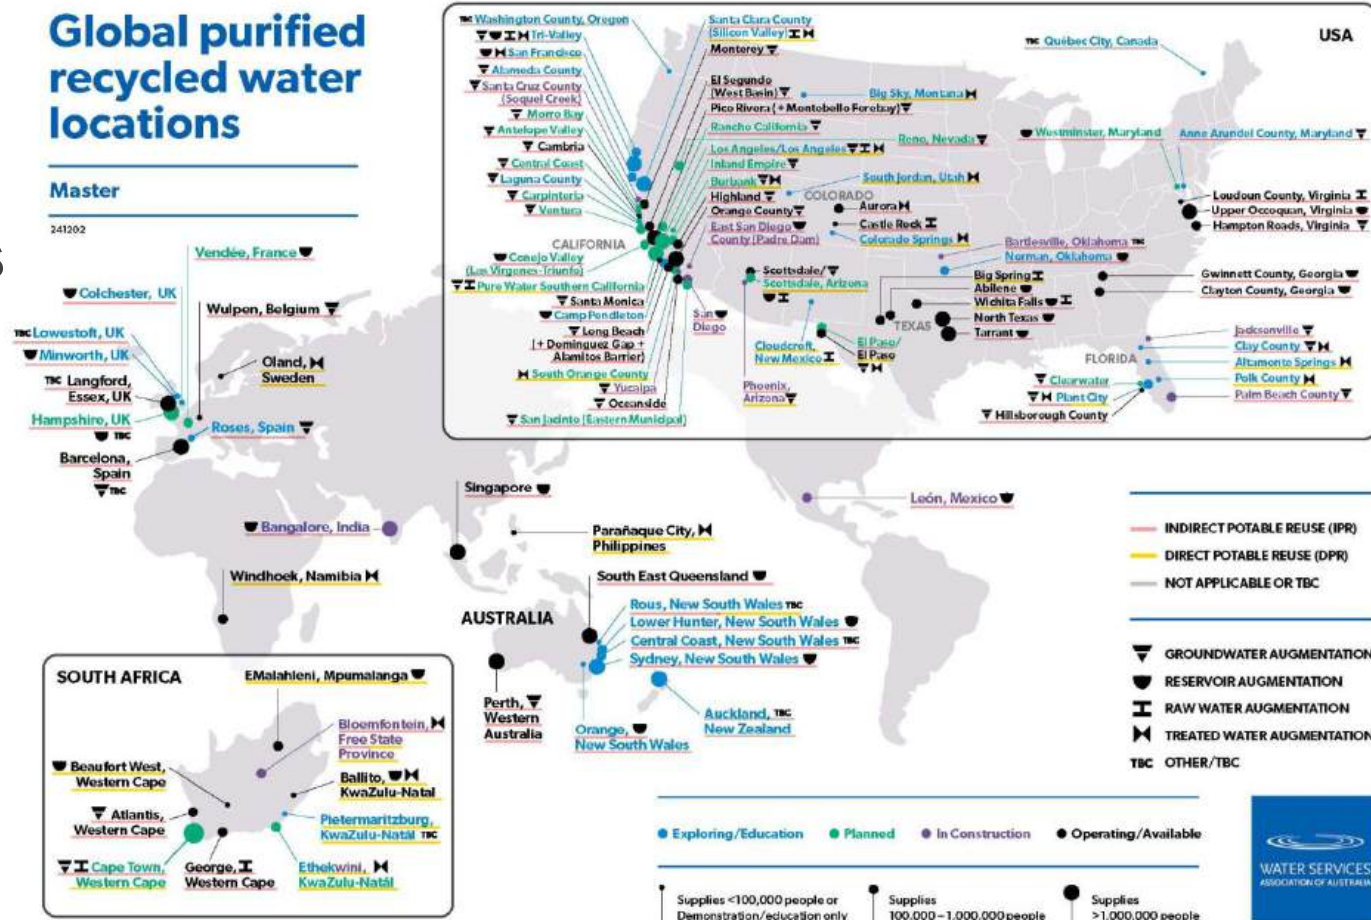 Global purified
recycled water
locations
Master
241202
USA
TBC Washington County, Oregon
Tri-Valley
San Francisco
Alameda County
Santa Cruz County
(Soquel Creek)
Morro Bay
Antelope Valley
Cambria
Central Coast
Laguna County
Carpinteria
Ventura
CALIFORNIA
Conejo Valley
(Las Virgenes-Triunfo)
Pure Water Southern California
Santa Monica
Camp Pendleton
Long Beach
(+ Dominguez Gap +
Alamitos Barrier)
South Orange County
Yucaipa
Oceanside
San Jacinto (Eastern Municipal)
Santa Clara County
(Silicon Valley)
Monterey
El Segundo
(West Basin)
Pico Rivera (+ Montobello Forebay)
Rancho California
Los Angeles/Los Angeles
Inland Empire
Burbank
Highland
Orange County
East San Diego
County (Padre Dam)
San
Diego
Big Sky, Montana
Reno, Nevada
South Jordan, Utah
COLORADO
Aurora
Castle Rock
Colorado Springs
Scottsdale/
Scottsdale, Arizona
Phoenix,
Arizona
Cloudcroft,
New Mexico
El Paso/
El Paso
Bartlesville, Oklahoma TBC
Norman, Oklahoma
Big Spring
Abilene
Wichita Falls
North Texas
TEXAS
Tarrant
TBC Québec City, Canada
Westminster, Maryland
Anne Arundel County, Maryland
Loudoun County, Virginia
Upper Occoquan, Virginia
Hampton Roads, Virginia
Gwinnett County, Georgia
Clayton County, Georgia
FLORIDA
Jacksonville
Clay County
Altamonte Springs
Polk County
Palm Beach County
Clearwater
Plant City
Hillsborough County
Vendée, France
Colchester, UK
Wulpen, Belgium
TBC Lowestoft, UK
Minworth, UK
TBC Langford,
Essex, UK
Hampshire, UK
TBC
Oland,
Sweden
Roses, Spain
Barcelona,
Spain
TBC
Bangalore, India
Windhoek, Namibia
Singapore
Parañaque City,
Philippines
León, Mexico
AUSTRALIA
South East Queensland
Rous, New South Wales TBC
Lower Hunter, New South Wales
Central Coast, New South Wales TBC
Sydney, New South Wales
Perth,
Western
Australia
Orange,
New South Wales
Auckland, TBC
New Zealand
SOUTH AFRICA
EMalahleni, Mpumalanga
Bloemfontein,
Free State
Province
Beaufort West,
Western Cape
Ballito,
KwaZulu-Natal
Atlantis,
Western Cape
Pietermaritzburg,
KwaZulu-Natál TBC
Cape Town,
Western Cape
George,
Western Cape
Ethekwini,
KwaZulu-Natál
INDIRECT POTABLE REUSE (IPR)
DIRECT POTABLE REUSE (DPR)
NOT APPLICABLE OR TBC
GROUNDWATER AUGMENTATION
RESERVOIR AUGMENTATION
RAW WATER AUGMENTATION
TREATED WATER AUGMENTATION
TBC OTHER/TBC
Exploring/Education
Planned
In Construction
Operating/Available
Supplies <100,000 people or
Demonstration/education only
Supplies
100,000 – 1,000,000 people
Supplies
>1,000,000 people
WATER SERVICES
ASSOCIATION OF AUSTRALIA